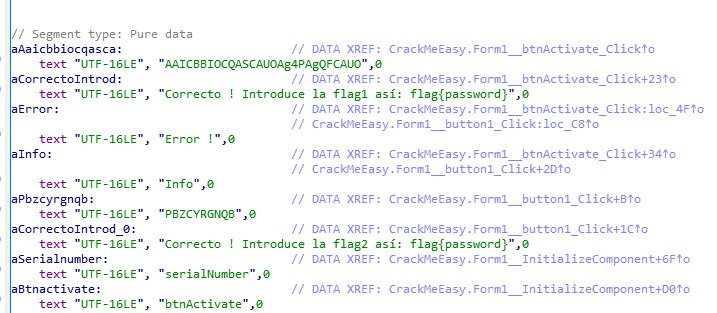 // Segment type: Pure data
aAaicbbiocqasca: // DATA XREF: CrackMeEasy.Form1__btnActivate_Click↑o
text "UTF-16LE", "AAICBBIOCQASCAUOAg4PAgQFCAUO",0
aCorrectoIntrod: // DATA XREF: CrackMeEasy.Form1__btnActivate_Click+23↑o
text "UTF-16LE", "Correcto ! Introduce la flag1 así: flag{password}",0
aError: // DATA XREF: CrackMeEasy.Form1__btnActivate_Click:loc_4F↑o
// CrackMeEasy.Form1__button1_Click:loc_C8↑o
text "UTF-16LE", "Error !",0
aInfo: // DATA XREF: CrackMeEasy.Form1__btnActivate_Click+34↑o
// CrackMeEasy.Form1__button1_Click+2D↑o
text "UTF-16LE", "Info",0
aPbzcyrgnqb: // DATA XREF: CrackMeEasy.Form1__button1_Click+B↑o
text "UTF-16LE", "PBZCYRGNQB",0
aCorrectoIntrod_0: // DATA XREF: CrackMeEasy.Form1__button1_Click+1C↑o
text "UTF-16LE", "Correcto ! Introduce la flag2 así: flag{password}",0
aSerialnumber: // DATA XREF: CrackMeEasy.Form1__InitializeComponent+6F↑o
text "UTF-16LE", "serialNumber",0
aBtnactivate: // DATA XREF: CrackMeEasy.Form1__InitializeComponent+D0↑o
text "UTF-16LE", "btnActivate",0